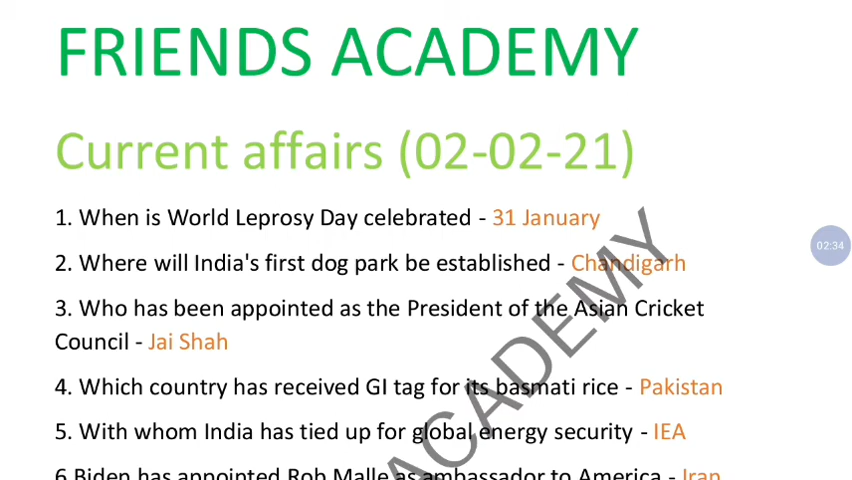 FRIENDS ACADEMY
Current affairs (02-02-21)
1. When is World Leprosy Day celebrated - 31 January
2. Where will India's first dog park be established - Chandigarh
3. Who has been appointed as the President of the Asian Cricket
Council - Jai Shah
4. Which country has received GI tag for its basmati rice - Pakistan
5. With whom India has tied up for global energy security - IEA
6 Biden has appointed Rob Malle as ambassador to America - Iran
ACADEMY
02:34